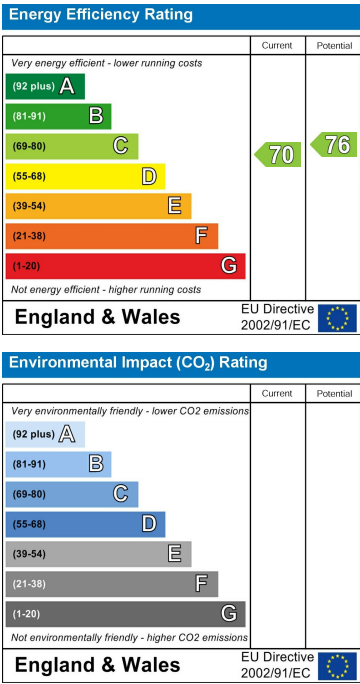 Energy Efficiency Rating
Current Potential
Very energy efficient - lower running costs
(92 plus) A
(81-91) B
(69-80) C
70 76
(55-68) D
(39-54) E
(21-38) F
(1-20) G
Not energy efficient - higher running costs
England & Wales
EU Directive
2002/91/EC
Environmental Impact (CO₂) Rating
Current Potential
Very environmentally friendly - lower CO2 emissions
(92 plus) A
(81-91) B
(69-80) C
(55-68) D
(39-54) E
(21-38) F
(1-20) G
Not environmentally friendly - higher CO2 emissions
England & Wales
EU Directive
2002/91/EC